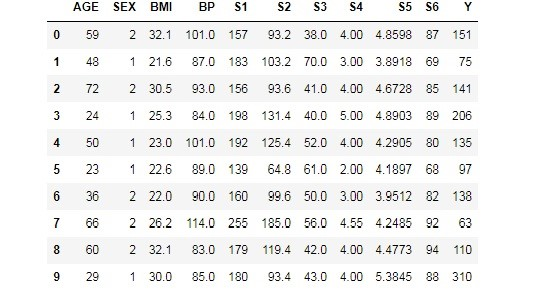 AGE SEX BMI BP S1 S2 S3 S4 S5 S6 Y
0 59 2 32.1 101.0 157 93.2 38.0 4.00 4.8598 87 151
1 48 1 21.6 87.0 183 103.2 70.0 3.00 3.8918 69 75
2 72 2 30.5 93.0 156 93.6 41.0 4.00 4.6728 85 141
3 24 1 25.3 84.0 198 131.4 40.0 5.00 4.8903 89 206
4 50 1 23.0 101.0 192 125.4 52.0 4.00 4.2905 80 135
5 23 1 22.6 89.0 139 64.8 61.0 2.00 4.1897 68 97
6 36 2 22.0 90.0 160 99.6 50.0 3.00 3.9512 82 138
7 66 2 26.2 114.0 255 185.0 56.0 4.55 4.2485 92 63
8 60 2 32.1 83.0 179 119.4 42.0 4.00 4.4773 94 110
9 29 1 30.0 85.0 180 93.4 43.0 4.00 5.3845 88 310